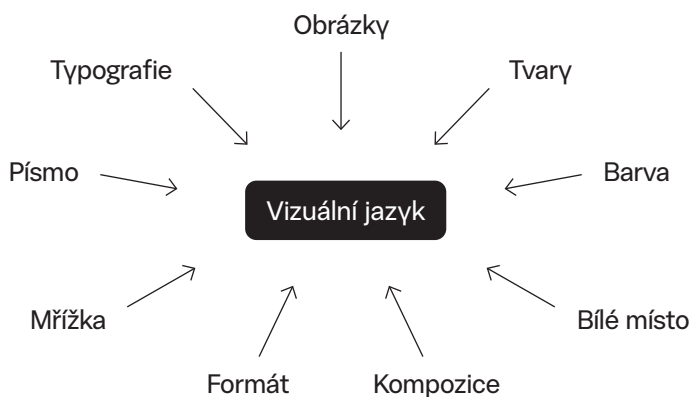 Obrázky
Typografie
Tvary
Písmo
Barva
Vizuální jazyk
Mřížka
Bílé místo
Formát
Kompozice